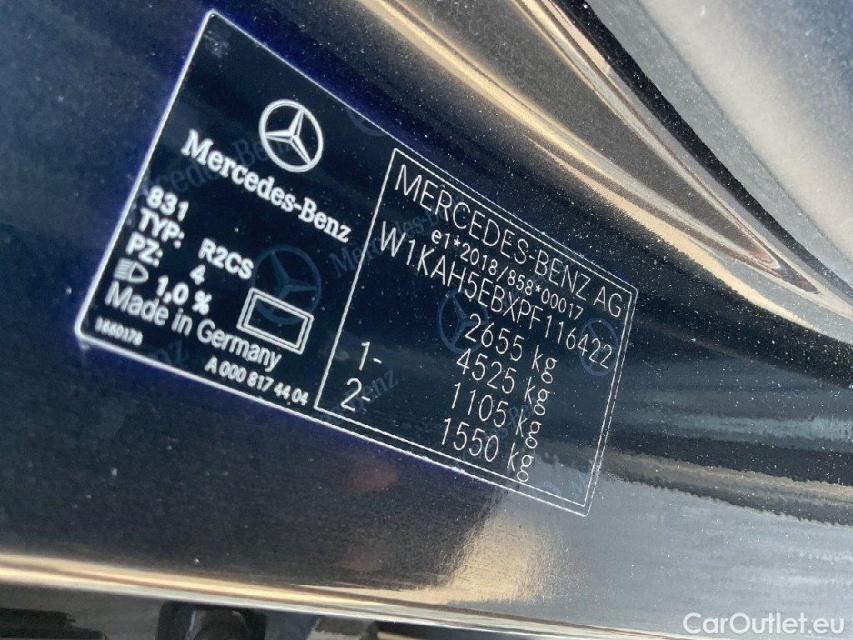 Mercedes-Benz
831
TYP: R2CS
PZ: 4
1,0 %
Made in Germany
A 000 817 44 04
MERCEDES-BENZ AG
e1*2018/858*00017
W1KAH5EBXPF116422
2655 kg
4525 kg
1- 1105 kg
2- 1550 kg
CarOutlet.eu